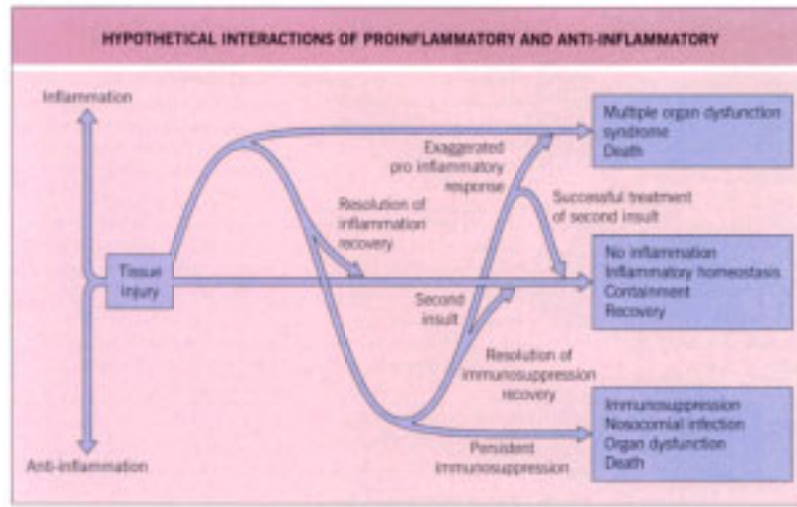 HYPOTHETICAL INTERACTIONS OF PROINFLAMMATORY AND ANTI-INFLAMMATORY
Inflammation
Multiple organ dysfunction
syndrome
Death
Exaggerated
pro inflammatory
response
Successful treatment
of second insult
Resolution of
inflammation
recovery
Tissue
injury
No inflammation
Inflammatory homeostasis
Containment
Recovery
Second
insult
Resolution of
immunosuppression
recovery
Immunosuppression
Nosocomial infection
Organ dysfunction
Death
Persistent
immunosuppression
Anti-inflammation